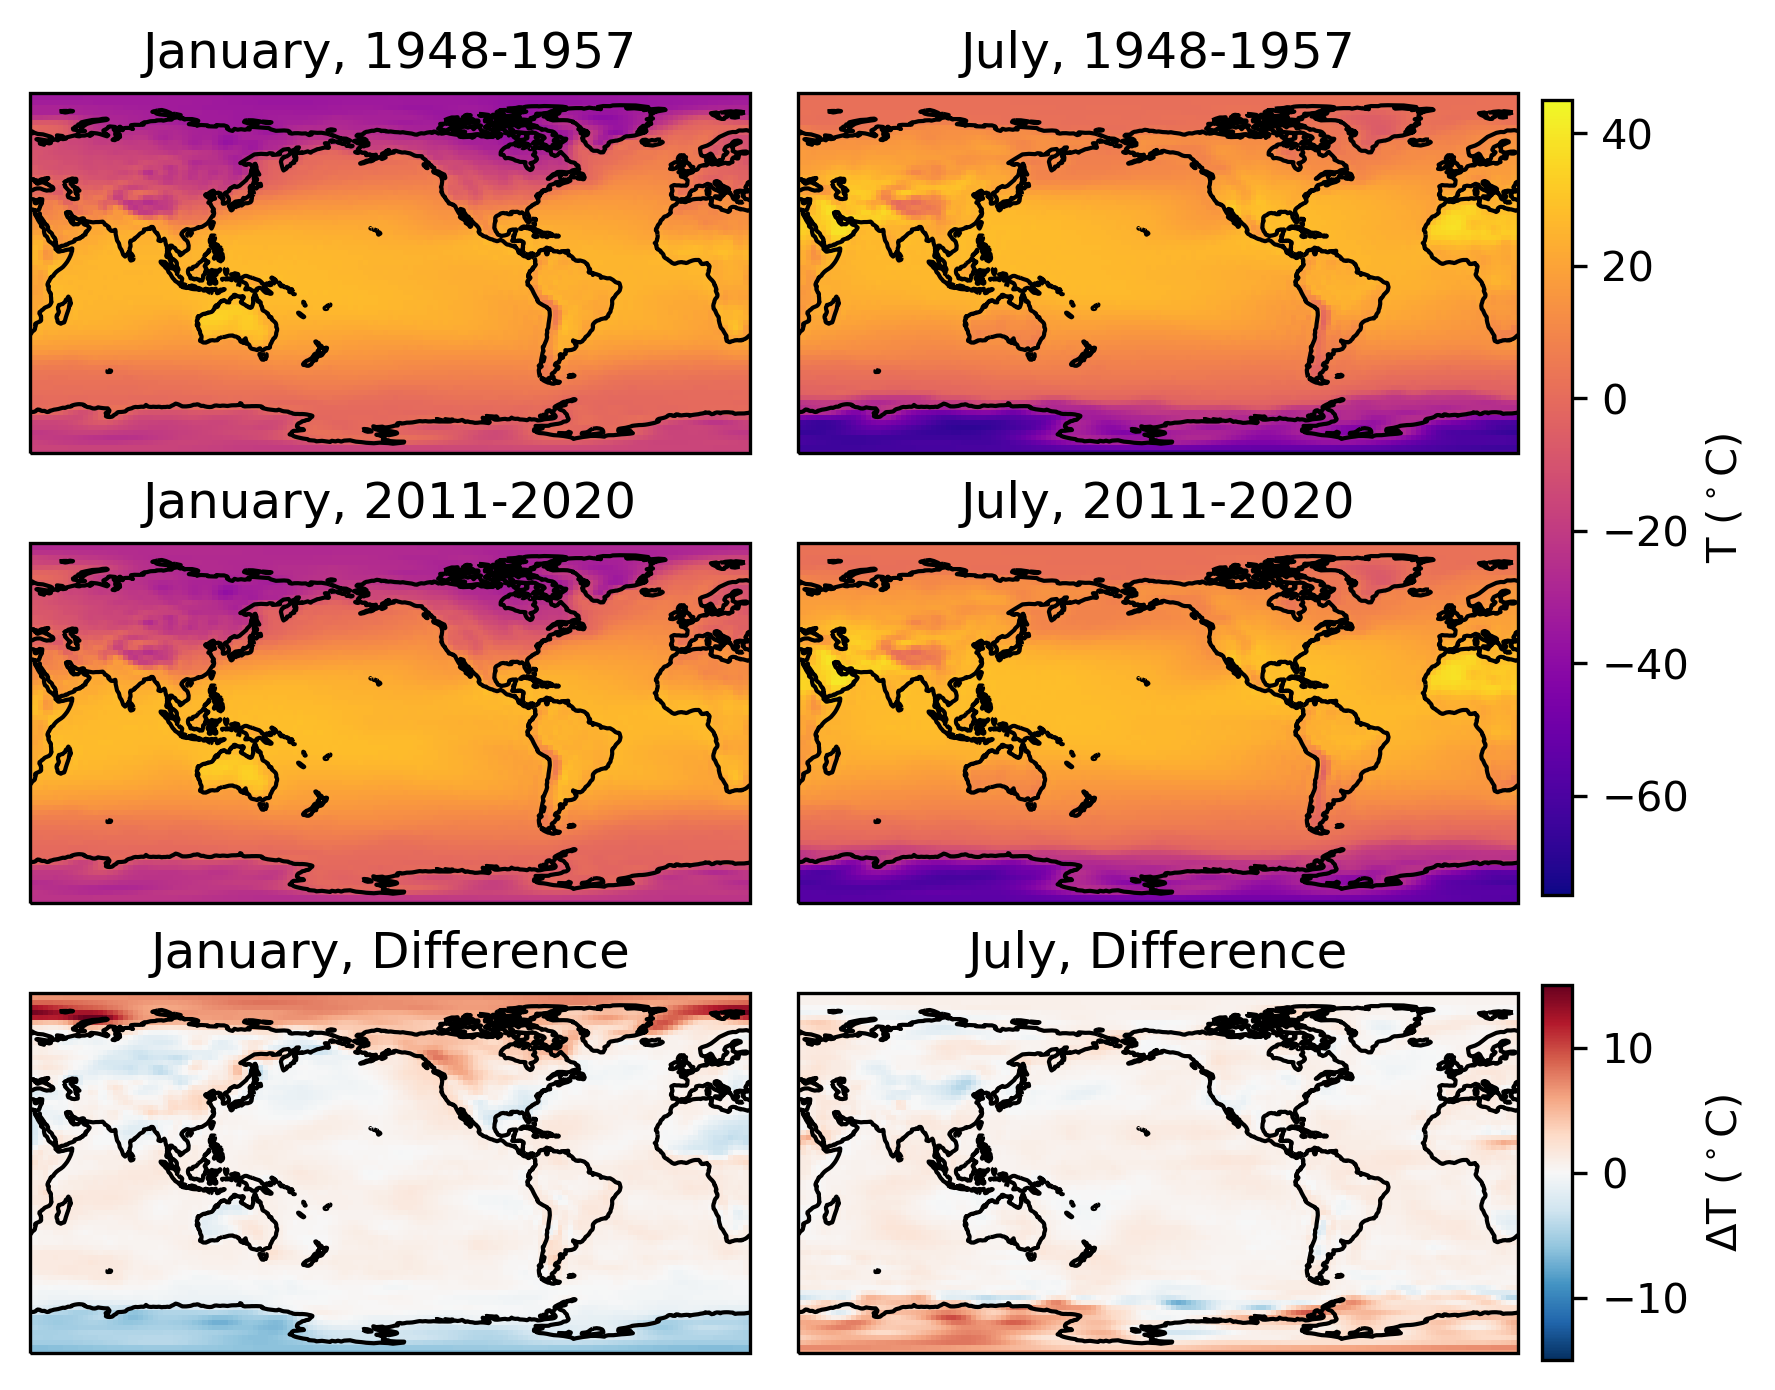 January, 1948-1957
July, 1948-1957
40
20
0
−20
−40
−60
T (°C)
January, 2011-2020
July, 2011-2020
January, Difference
July, Difference
10
0
−10
ΔT (°C)